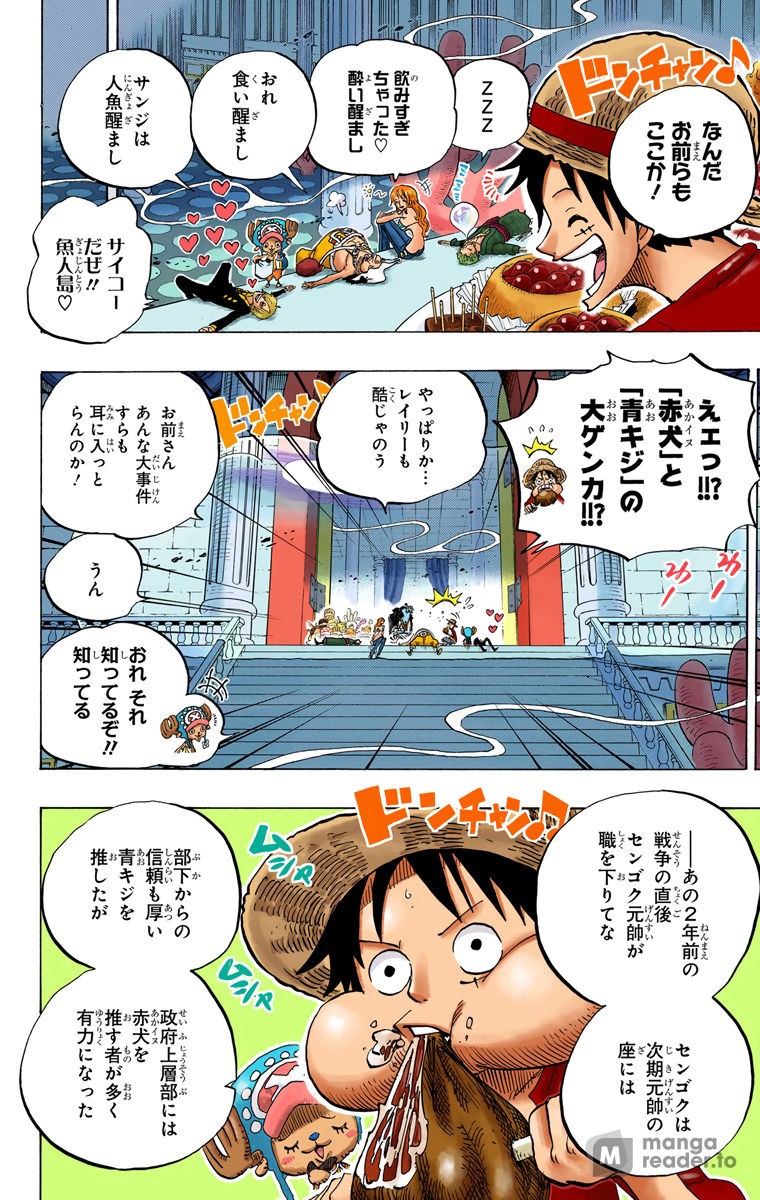 ドンチャン♪
なんだ
お前らも
ここか!
ZZZ
飲みすぎ
ちゃった♡
酔い醒まし
おれ
食い醒まし
サンジは
人魚醒まし
サイコー
だぜ!!
魚人島♡
えェっ!!?
「赤犬」と
「青キジ」の
大ゲンカ!!?
ドンチャン♪
やっぱりか…
レイリーも
酷じゃのう
お前さん
あんな大事件
すらも
耳に入っと
らんのか!
うん
おれ それ
知ってるぞ!!
知ってる
ドンチャン♪
―あの2年前の
戦争の直後
センゴク元帥が
職を下りてな
センゴクは
次期元帥の
座には
ムシャ
部下からの
信頼も厚い
青キジを
推したが
ムシャ
政府上層部には
赤犬を
推す者が多く
有力になった
manga
reader.to